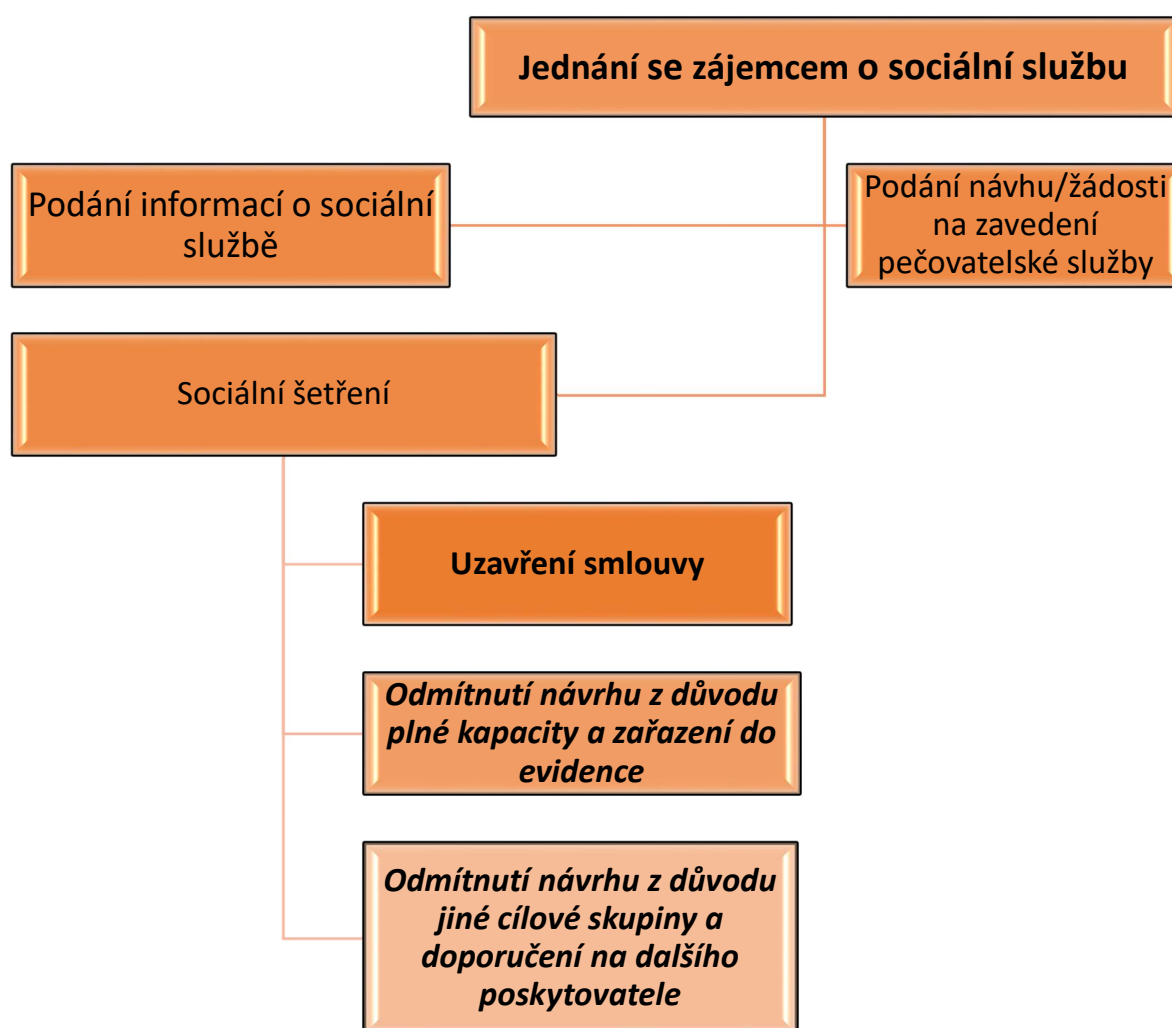 Jednání se zájemcem o sociální službu
Podání informací o sociální
službě
Podání návhu/žádosti
na zavedení
pečovatelské služby
Sociální šetření
Uzavření smlouvy
Odmítnutí návrhu z důvodu
plné kapacity a zařazení do
evidence
Odmítnutí návrhu z důvodu
jiné cílové skupiny a
doporučení na dalšího
poskytovatele